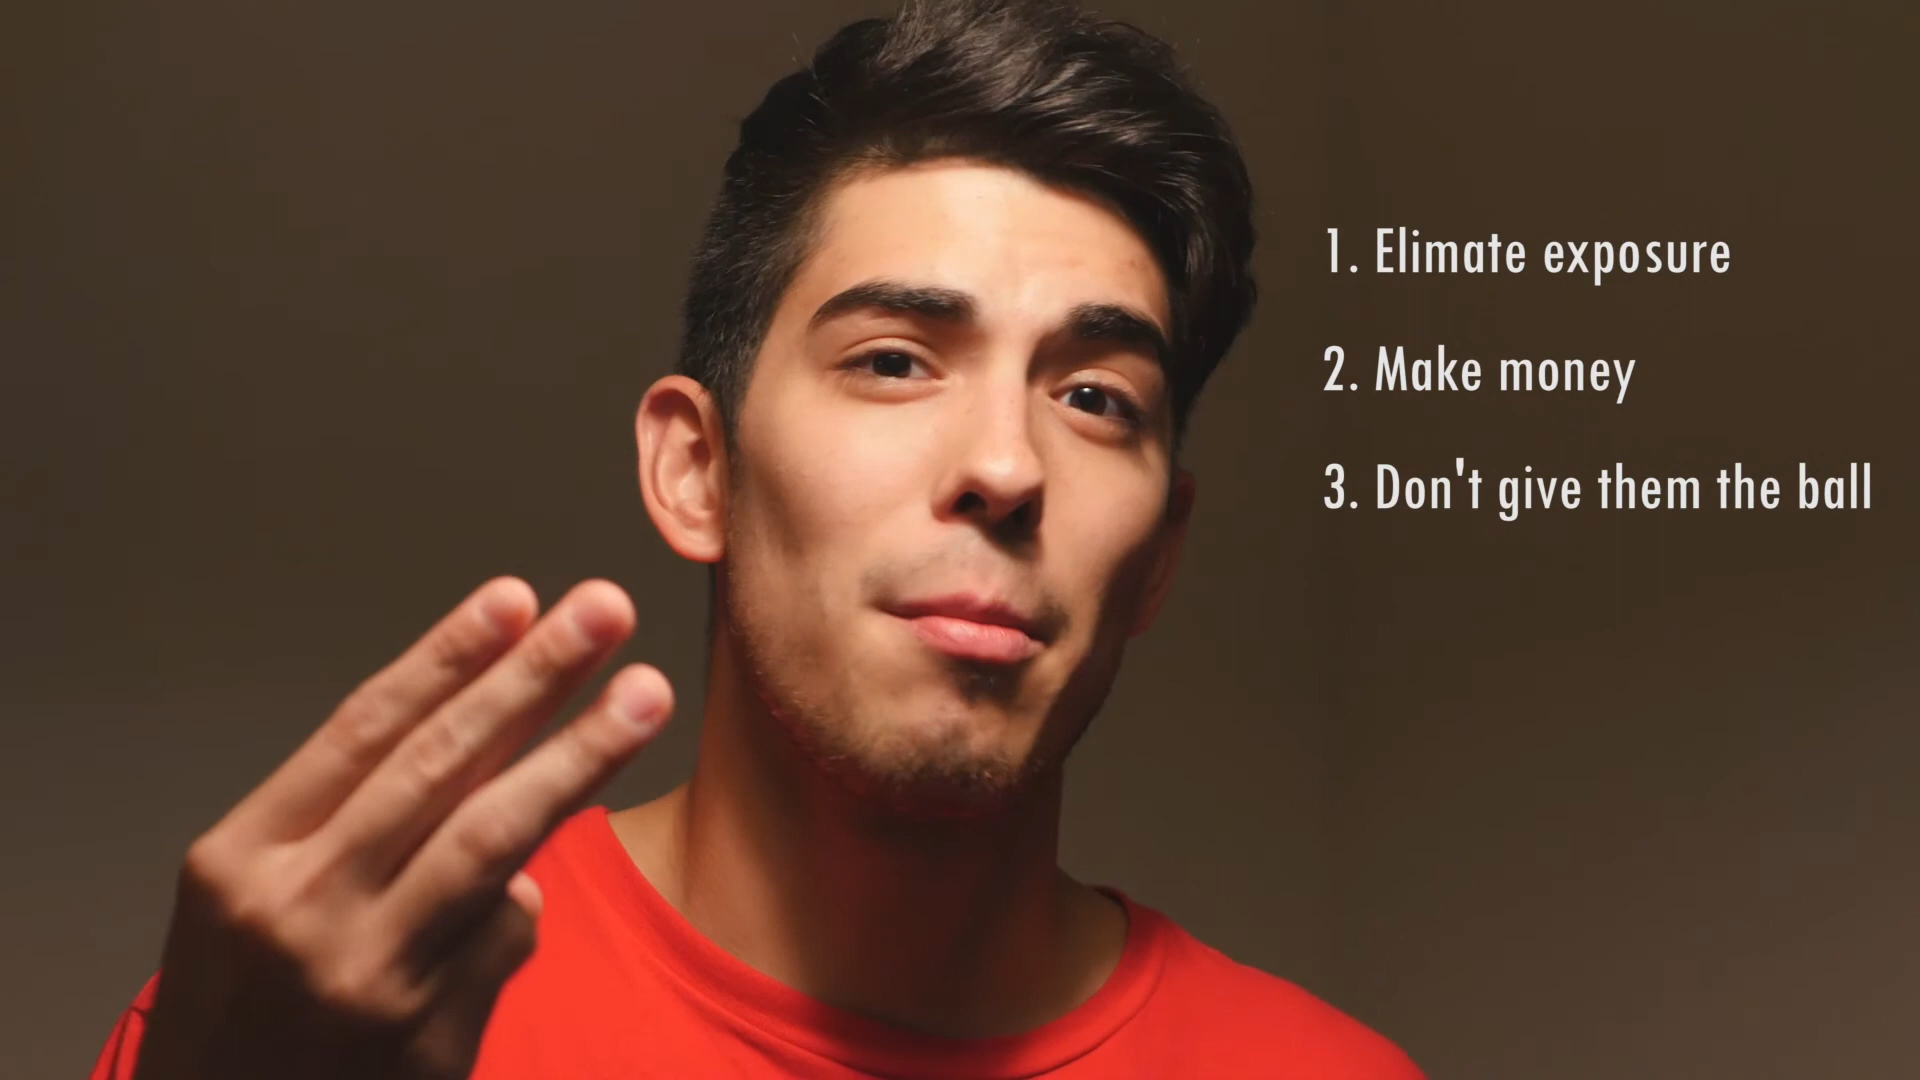 1. Elimate exposure
2. Make money
3. Don't give them the ball